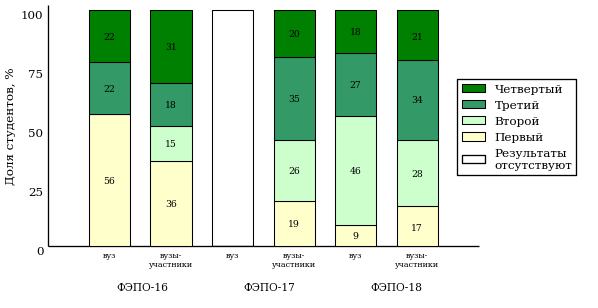 Доля студентов, %
100
75
50
25
0
22
22
56
31
18
15
36
20
35
26
19
18
27
46
9
21
34
28
17
вуз
вузы-
участники
вуз
вузы-
участники
вуз
вузы-
участники
ФЭПО-16
ФЭПО-17
ФЭПО-18
Четвертый
Третий
Второй
Первый
Результаты
отсутствуют